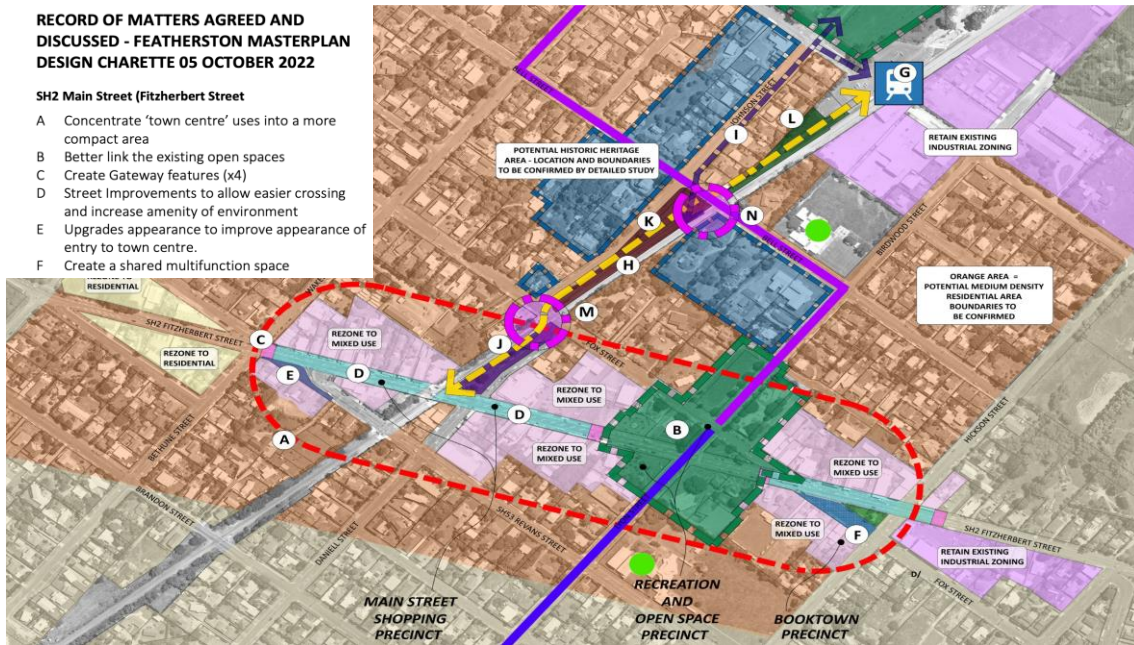 RECORD OF MATTERS AGREED AND
DISCUSSED - FEATHERSTON MASTERPLAN
DESIGN CHARETTE 05 OCTOBER 2022
SH2 Main Street (Fitzherbert Street
A Concentrate ‘town centre’ uses into a more
compact area
B Better link the existing open spaces
C Create Gateway features (x4)
D Street Improvements to allow easier crossing
and increase amenity of environment
E Upgrades appearance to improve appearance of
entry to town centre.
F Create a shared multifunction space
REZONE TO
RESIDENTIAL
SH2 FITZHERBERT STREET
REZONE TO
RESIDENTIAL
C
E
D
A
REZONE TO
MIXED USE
BETHUNE STREET
BRANDON STREET
DANIELL STREET
POTENTIAL HISTORIC HERITAGE
AREA - LOCATION AND BOUNDARIES
TO BE CONFIRMED BY DETAILED STUDY
BELL STREET
JOHNSON STREET
G
I
L
K
N
H
M
J
RETAIN EXISTING
INDUSTRIAL ZONING
BIRDWOOD STREET
BELL STREET
ORANGE AREA =
POTENTIAL MEDIUM DENSITY
RESIDENTIAL AREA
BOUNDARIES TO
BE CONFIRMED
FOX STREET
REZONE TO
MIXED USE
D
REZONE TO
MIXED USE
B
SH53 REVANS STREET
HICKSON STREET
REZONE TO
MIXED USE
REZONE TO
MIXED USE
F
SH2 FITZHERBERT STREET
RETAIN EXISTING
INDUSTRIAL ZONING
D/
FOX STREET
MAIN STREET
SHOPPING
PRECINCT
RECREATION
AND
OPEN SPACE
PRECINCT
BOOKTOWN
PRECINCT